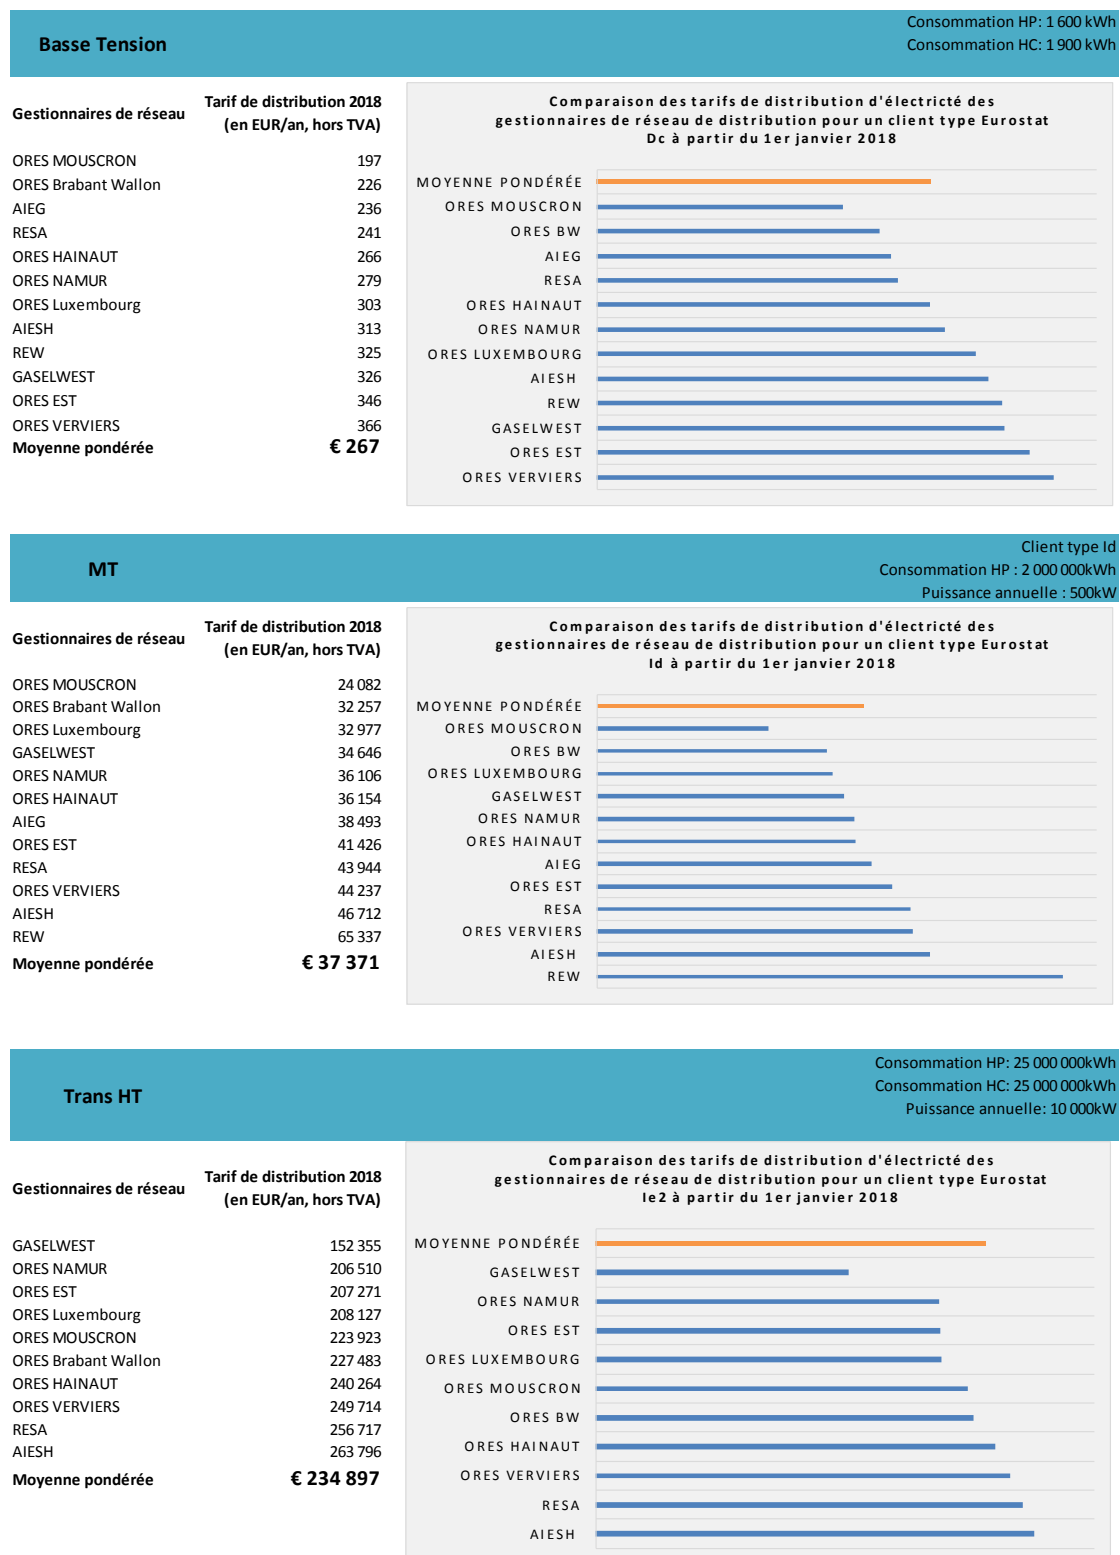 Basse Tension
Consommation HP: 1 600 kWh
Consommation HC: 1 900 kWh
Gestionnaires de réseau
Tarif de distribution 2018
(en EUR/an, hors TVA)
ORES MOUSCRON 197
ORES Brabant Wallon 226
AIEG 236
RESA 241
ORES HAINAUT 266
ORES NAMUR 279
ORES Luxembourg 303
AIESH 313
REW 325
GASELWEST 326
ORES EST 346
ORES VERVIERS 366
Moyenne pondérée € 267
Comparaison des tarifs de distribution d'électricté des
gestionnaires de réseau de distribution pour un client type Eurostat
Dc à partir du 1er janvier 2018
MOYENNE PONDÉRÉE
ORES MOUSCRON
ORES BW
AIEG
RESA
ORES HAINAUT
ORES NAMUR
ORES LUXEMBOURG
AIESH
REW
GASELWEST
ORES EST
ORES VERVIERS
MT
Client type Id
Consommation HP : 2 000 000kWh
Puissance annuelle : 500kW
Gestionnaires de réseau
Tarif de distribution 2018
(en EUR/an, hors TVA)
ORES MOUSCRON 24 082
ORES Brabant Wallon 32 257
ORES Luxembourg 32 977
GASELWEST 34 646
ORES NAMUR 36 106
ORES HAINAUT 36 154
AIEG 38 493
ORES EST 41 426
RESA 43 944
ORES VERVIERS 44 237
AIESH 46 712
REW 65 337
Moyenne pondérée € 37 371
Comparaison des tarifs de distribution d'électricté des
gestionnaires de réseau de distribution pour un client type Eurostat
Id à partir du 1er janvier 2018
MOYENNE PONDÉRÉE
ORES MOUSCRON
ORES BW
ORES LUXEMBOURG
GASELWEST
ORES NAMUR
ORES HAINAUT
AIEG
ORES EST
RESA
ORES VERVIERS
AIESH
REW
Trans HT
Consommation HP: 25 000 000kWh
Consommation HC: 25 000 000kWh
Puissance annuelle: 10 000kW
Gestionnaires de réseau
Tarif de distribution 2018
(en EUR/an, hors TVA)
GASELWEST 152 355
ORES NAMUR 206 510
ORES EST 207 271
ORES Luxembourg 208 127
ORES MOUSCRON 223 923
ORES Brabant Wallon 227 483
ORES HAINAUT 240 264
ORES VERVIERS 249 714
RESA 256 717
AIESH 263 796
Moyenne pondérée € 234 897
Comparaison des tarifs de distribution d'électricté des
gestionnaires de réseau de distribution pour un client type Eurostat
Ie2 à partir du 1er janvier 2018
MOYENNE PONDÉRÉE
GASELWEST
ORES NAMUR
ORES EST
ORES LUXEMBOURG
ORES MOUSCRON
ORES BW
ORES HAINAUT
ORES VERVIERS
RESA
AIESH